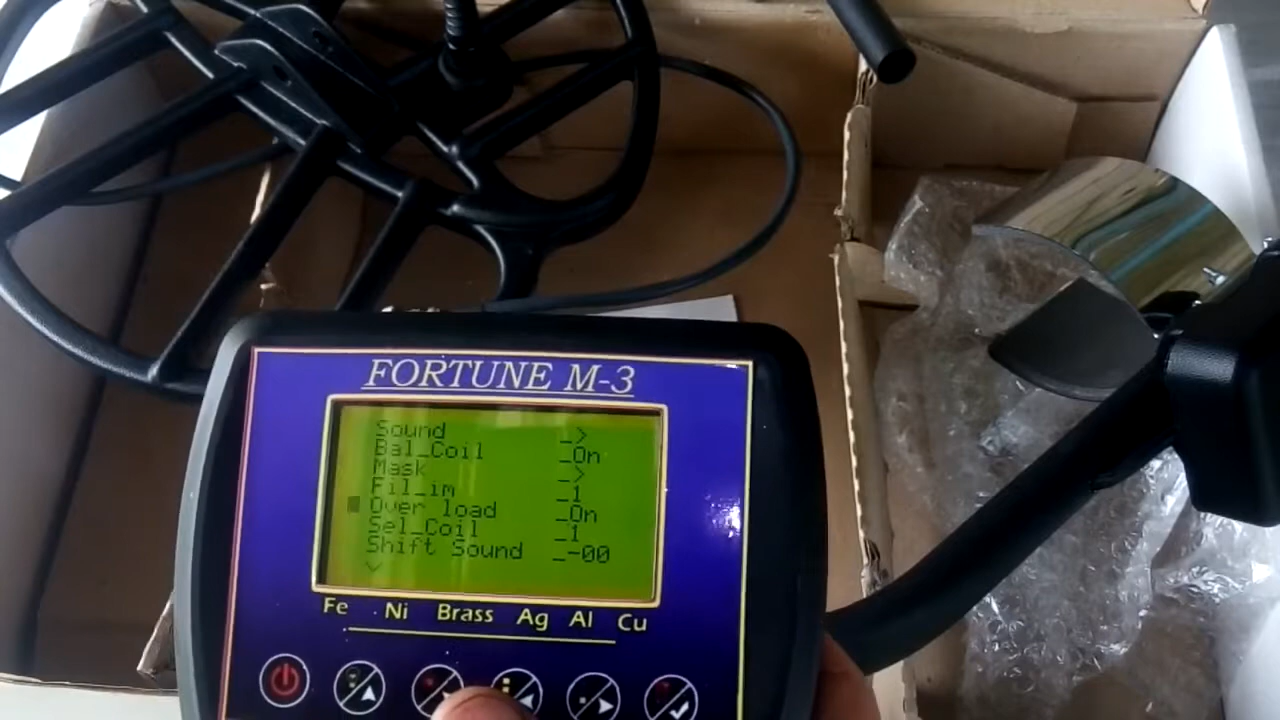 FORTUNE M-3
Sound _>
Bal_Coil _On
Mask _>
Fil_im _1
Over load _On
Sel_Coil _1
Shift Sound _-00
Fe Ni Brass Ag Al Cu